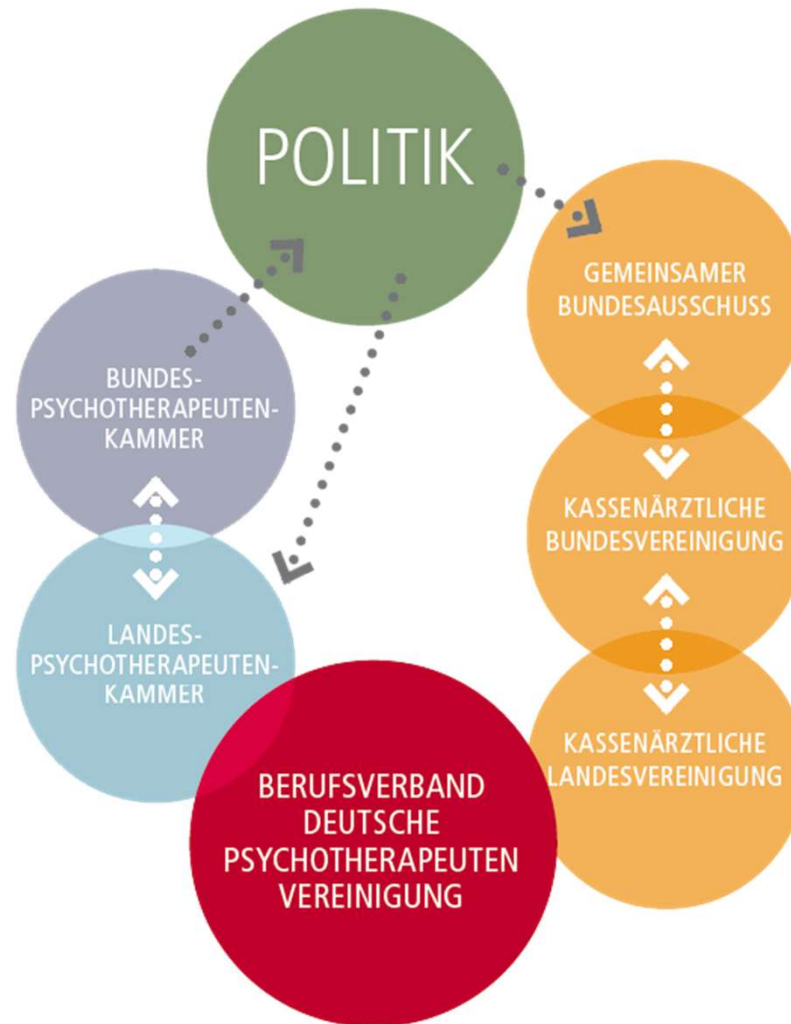 POLITIK
GEMEINSAMER
BUNDESAUSSCHUSS
BUNDES-
PSYCHOTHERAPEUTEN-
KAMMER
KASSENÄRZTLICHE
BUNDESVEREINIGUNG
LANDES-
PSYCHOTHERAPEUTEN-
KAMMER
KASSENÄRZTLICHE
LANDESVEREINIGUNG
BERUFSVERBAND
DEUTSCHE
PSYCHOTHERAPEUTEN
VEREINIGUNG